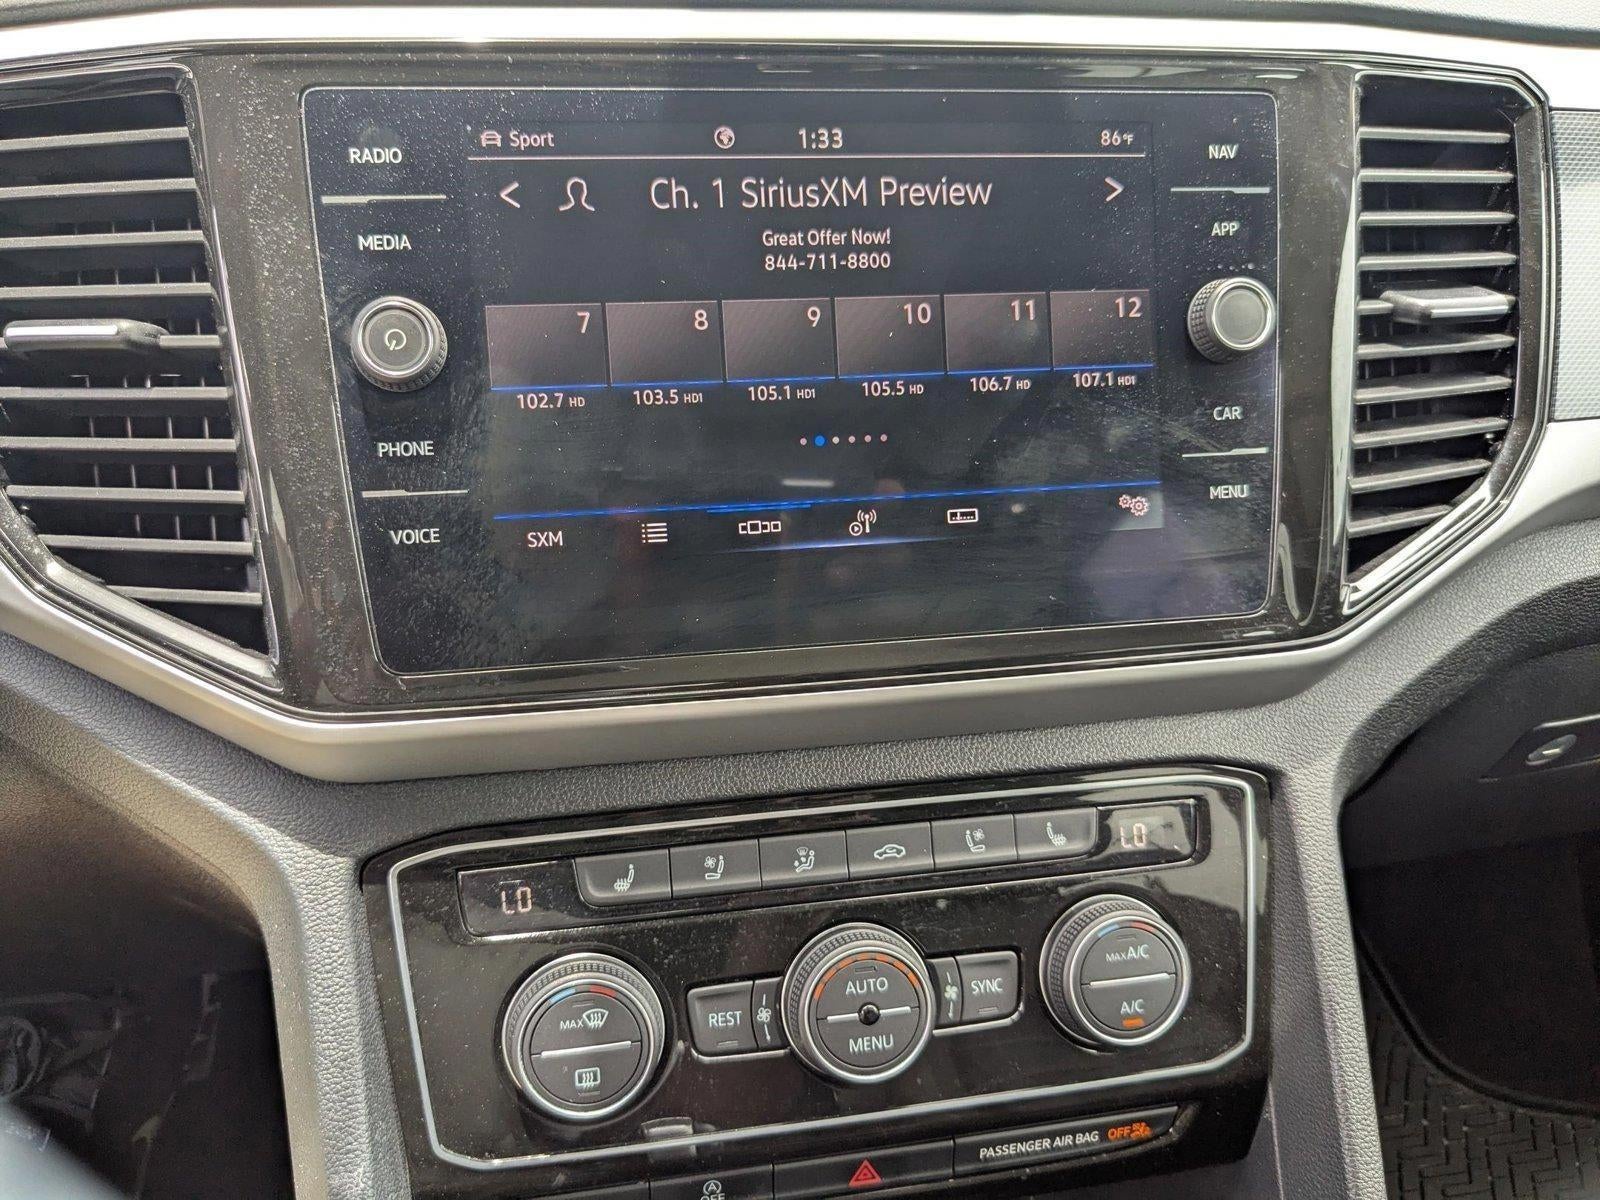 RADIO
MEDIA
PHONE
VOICE
Sport 1:33 86°F
< Ch. 1 SiriusXM Preview >
Great Offer Now!
844-711-8800
7 8 9 10 11 12
102.7 HD 103.5 HD1 105.1 HD1 105.5 HD 106.7 HD 107.1 HD1
SXM
NAV
APP
CAR
MENU
LO LO
MAX
REST AUTO SYNC
MENU
MAX A/C
A/C
PASSENGER AIR BAG OFF
A
OFF